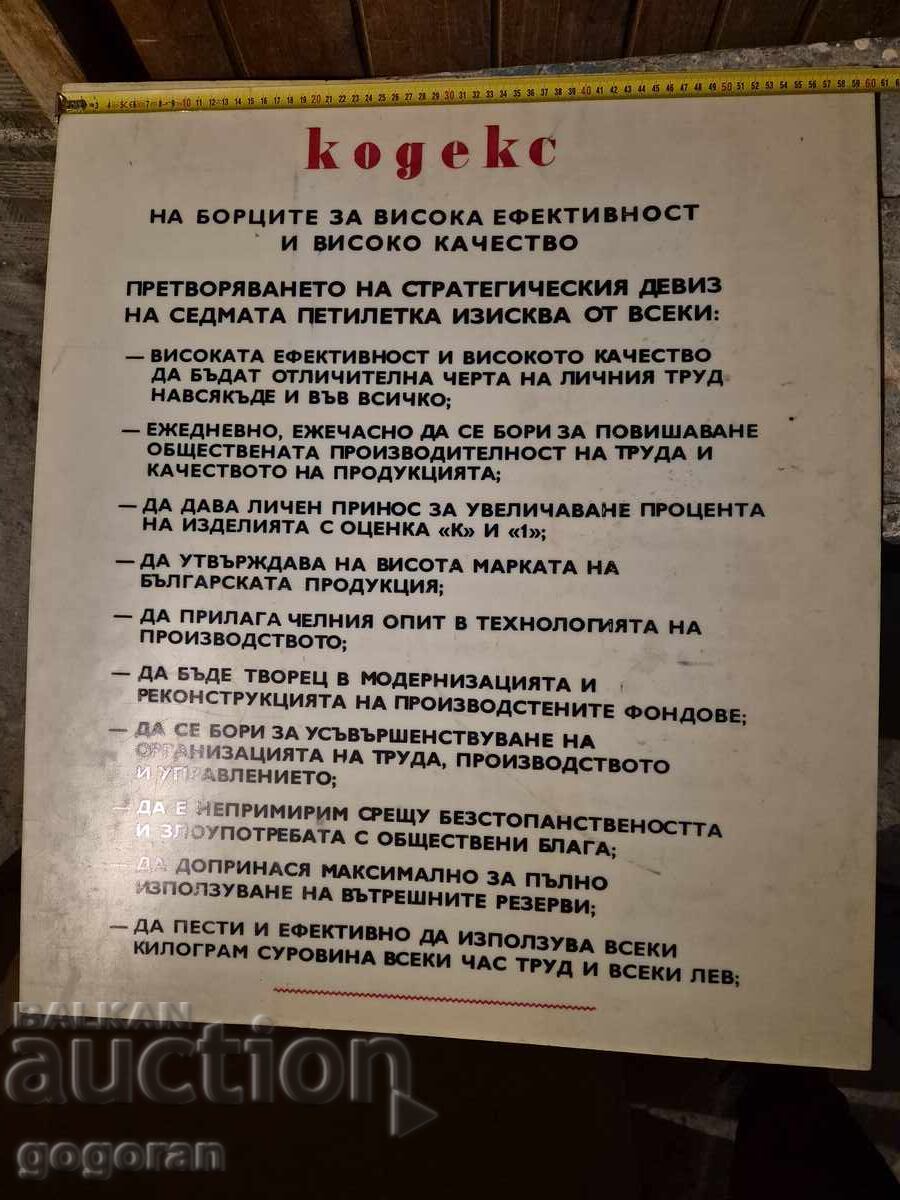 кодекс
НА БОРЦИТЕ ЗА ВИСОКА ЕФЕКТИВНОСТ
И ВИСОКО КАЧЕСТВО
ПРЕТВОРЯВАНЕТО НА СТРАТЕГИЧЕСКИЯ ДЕВИЗ
НА СЕДМАТА ПЕТИЛЕТКА ИЗИСКВА ОТ ВСЕКИ:
— ВИСОКАТА ЕФЕКТИВНОСТ И ВИСОКОТО КАЧЕСТВО
ДА БЪДАТ ОТЛИЧИТЕЛНА ЧЕРТА НА ЛИЧНИЯ ТРУД
НАВСЯКЪДЕ И ВЪВ ВСИЧКО;
— ЕЖЕДНЕВНО, ЕЖЕЧАСНО ДА СЕ БОРИ ЗА ПОВИШАВАНЕ
ОБЩЕСТВЕНАТА ПРОИЗВОДИТЕЛНОСТ НА ТРУДА И
КАЧЕСТВОТО НА ПРОДУКЦИЯТА;
— ДА ДАВА ЛИЧЕН ПРИНОС ЗА УВЕЛИЧАВАНЕ ПРОЦЕНТА
НА ИЗДЕЛИЯТА С ОЦЕНКА «К» И «1»;
— ДА УТВЪРЖДАВА НА ВИСОТА МАРКАТА НА
БЪЛГАРСКАТА ПРОДУКЦИЯ;
— ДА ПРИЛАГА ЧЕЛНИЯ ОПИТ В ТЕХНОЛОГИЯТА НА
ПРОИЗВОДСТВОТО;
— ДА БЪДЕ ТВОРЕЦ В МОДЕРНИЗАЦИЯТА И
РЕКОНСТРУКЦИЯТА НА ПРОИЗВОДСТЕНИТЕ ФОНДОВЕ;
— ДА СЕ БОРИ ЗА УСЪВЪРШЕНСТВУВАНЕ НА
ОРГАНИЗАЦИЯТА НА ТРУДА, ПРОИЗВОДСТВОТО
И УПРАВЛЕНИЕТО;
— ДА Е НЕПРИМИРИМ СРЕЩУ БЕЗСТОПАНСТВЕНОСТТА
И ЗЛОУПОТРЕБАТА С ОБЩЕСТВЕНИ БЛАГА;
— ДА ДОПРИНАСЯ МАКСИМАЛНО ЗА ПЪЛНО
ИЗПОЛЗУВАНЕ НА ВЪТРЕШНИТЕ РЕЗЕРВИ;
— ДА ПЕСТИ И ЕФЕКТИВНО ДА ИЗПОЛЗУВА ВСЕКИ
КИЛОГРАМ СУРОВИНА ВСЕКИ ЧАС ТРУД И ВСЕКИ ЛЕВ;
BALKAN
auction
gogoran